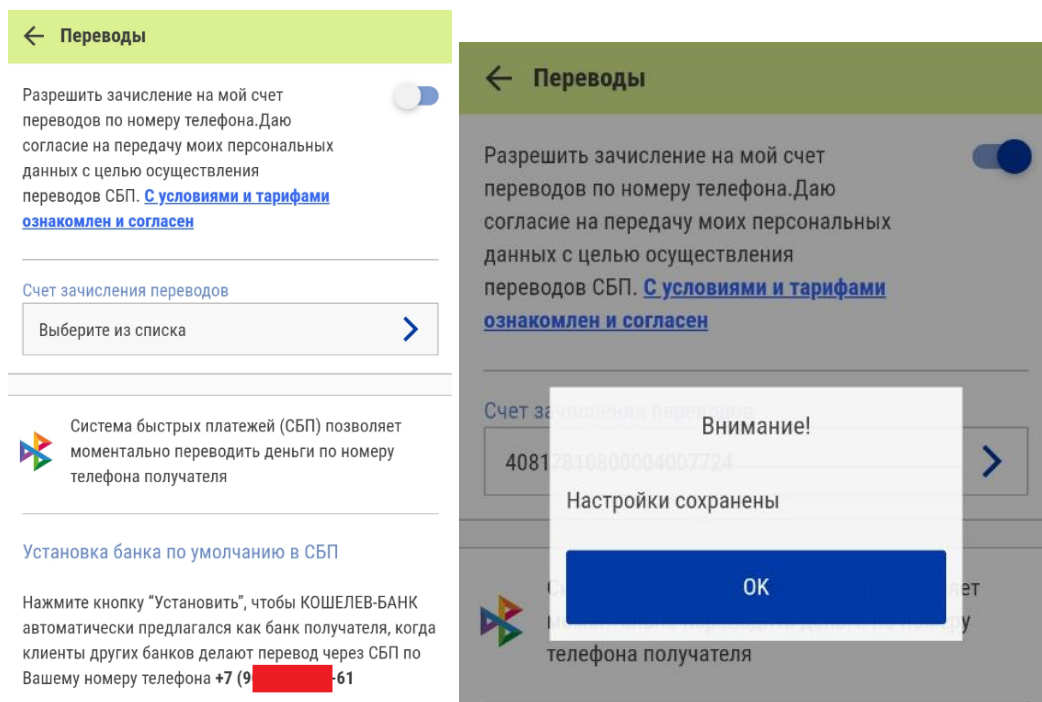 Переводы
Разрешить зачисление на мой счет
переводов по номеру телефона.Даю
согласие на передачу моих персональных
данных с целью осуществления
переводов СБП. С условиями и тарифами
ознакомлен и согласен
Счет зачисления переводов
Выберите из списка
Система быстрых платежей (СБП) позволяет
моментально переводить деньги по номеру
телефона получателя
Установка банка по умолчанию в СБП
Нажмите кнопку “Установить”, чтобы КОШЕЛЕВ-БАНК
автоматически предлагался как банк получателя, когда
клиенты других банков делают перевод через СБП по
Вашему номеру телефона +7 (9 -61
Переводы
Разрешить зачисление на мой счет
переводов по номеру телефона.Даю
согласие на передачу моих персональных
данных с целью осуществления
переводов СБП. С условиями и тарифами
ознакомлен и согласен
Счет зачисления переводов
40817810800004007724
Внимание!
Настройки сохранены
OK
телефона получателя